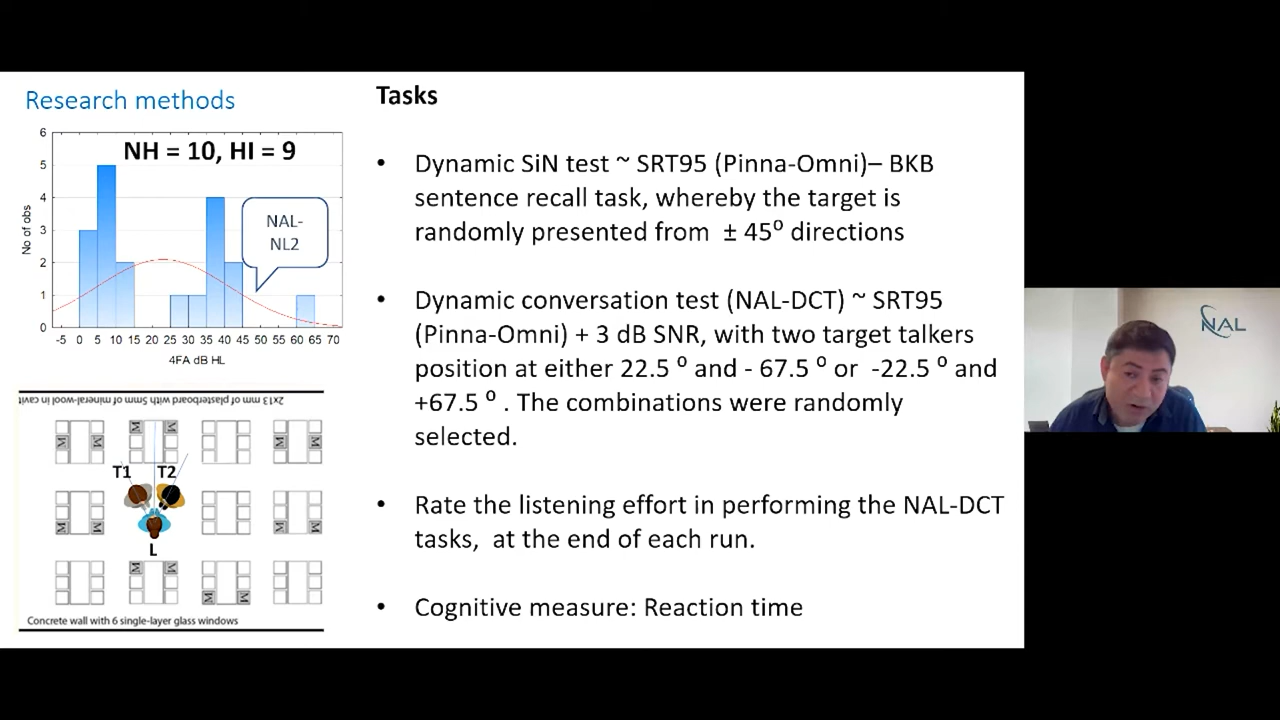 Research methods
6
5
4
3
2
1
0
No of obs
NH = 10, HI = 9
NAL-
NL2
-5 0 5 10 15 20 25 30 35 40 45 50 55 60 65 70
4FA dB HL
2x13 mm of plasterboard with 5mm of mineral-wool in cavit
M M M M M
T1 T2
M M M M
L
M M M M
Concrete wall with 6 single-layer glass windows
Tasks
• Dynamic SiN test ~ SRT95 (Pinna-Omni)– BKB
sentence recall task, whereby the target is
randomly presented from ± 45⁰ directions
• Dynamic conversation test (NAL-DCT) ~ SRT95
(Pinna-Omni) + 3 dB SNR, with two target talkers
position at either 22.5 ⁰ and - 67.5 ⁰ or -22.5 ⁰ and
+67.5 ⁰ . The combinations were randomly
selected.
• Rate the listening effort in performing the NAL-DCT
tasks, at the end of each run.
• Cognitive measure: Reaction time
NAL